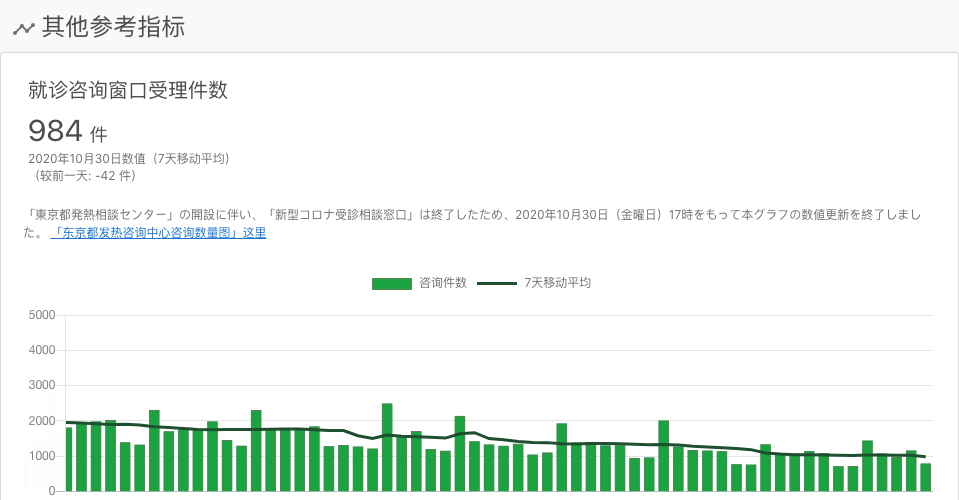 其他参考指标
就诊咨询窗口受理件数
984 件
2020年10月30日数值（7天移动平均）
（较前一天: -42 件）
「東京都発熱相談センター」の開設に伴い、「新型コロナ受診相談窓口」は終了したため、2020年10月30日（金曜日）17時をもって本グラフの数値更新を終了しまし
た。 「东京都发热咨询中心咨询数量图」这里
咨询件数 7天移动平均
5000
4000
3000
2000
1000
0